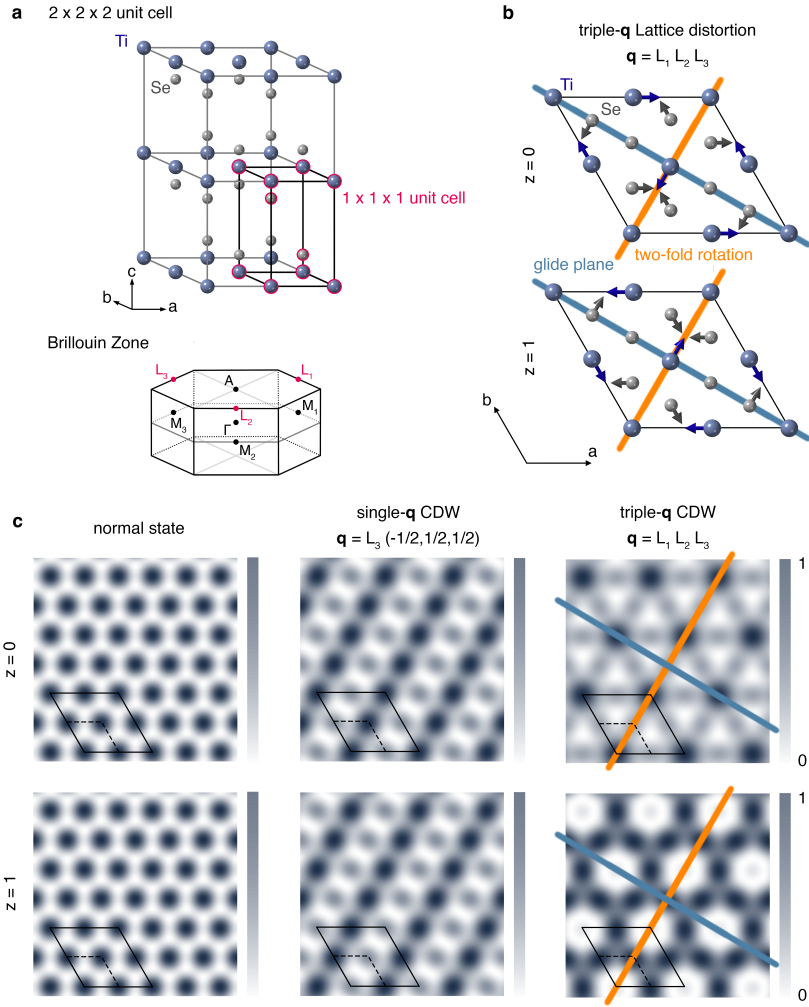 a
2 x 2 x 2 unit cell
Ti
Se
1 x 1 x 1 unit cell
c
b
a
Brillouin Zone
L3
A
L1
M3
L2
M1
Γ
M2
b
triple-q Lattice distortion
q = L1 L2 L3
Ti
Se
z = 0
glide plane
two-fold rotation
z = 1
b
a
c
normal state
single-q CDW
q = L3 (-1/2,1/2,1/2)
triple-q CDW
q = L1 L2 L3
z = 0
1
0
z = 1
1
0